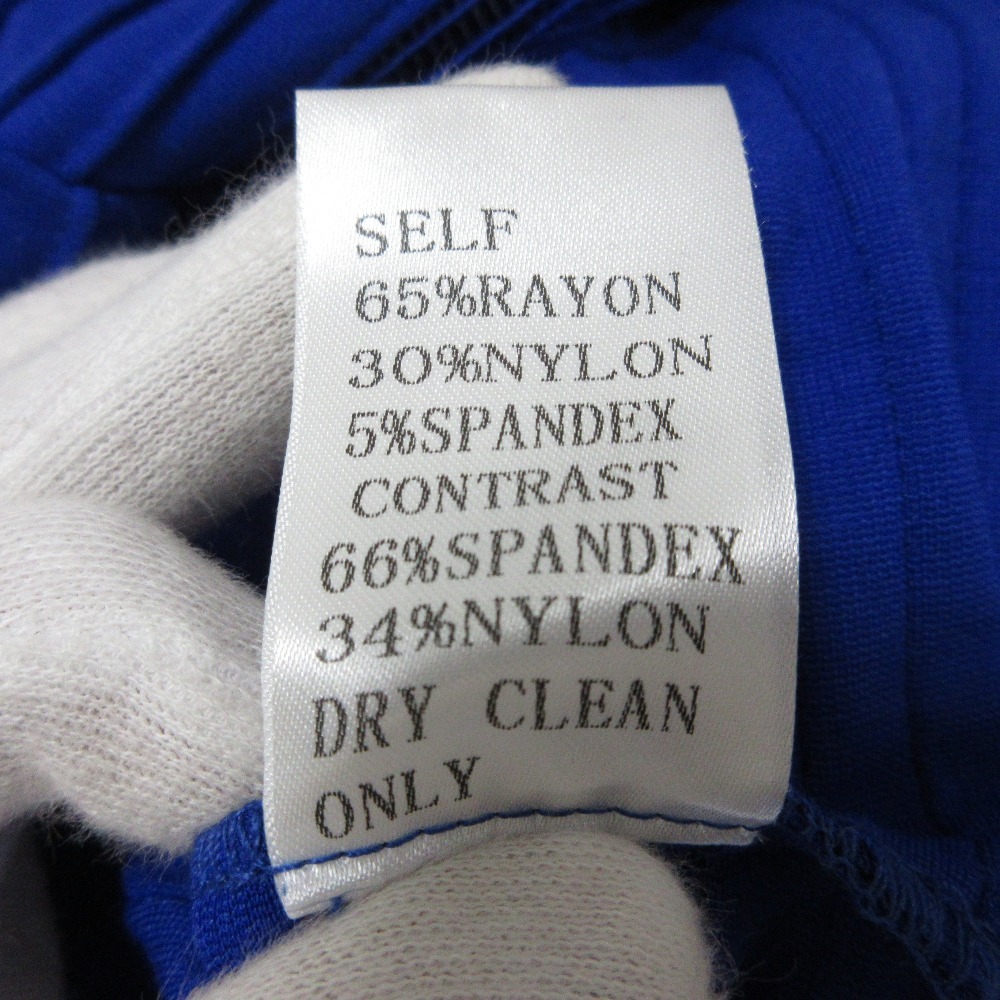 SELF
65%RAYON
30%NYLON
5%SPANDEX
CONTRAST
66%SPANDEX
34%NYLON
DRY CLEAN
ONLY